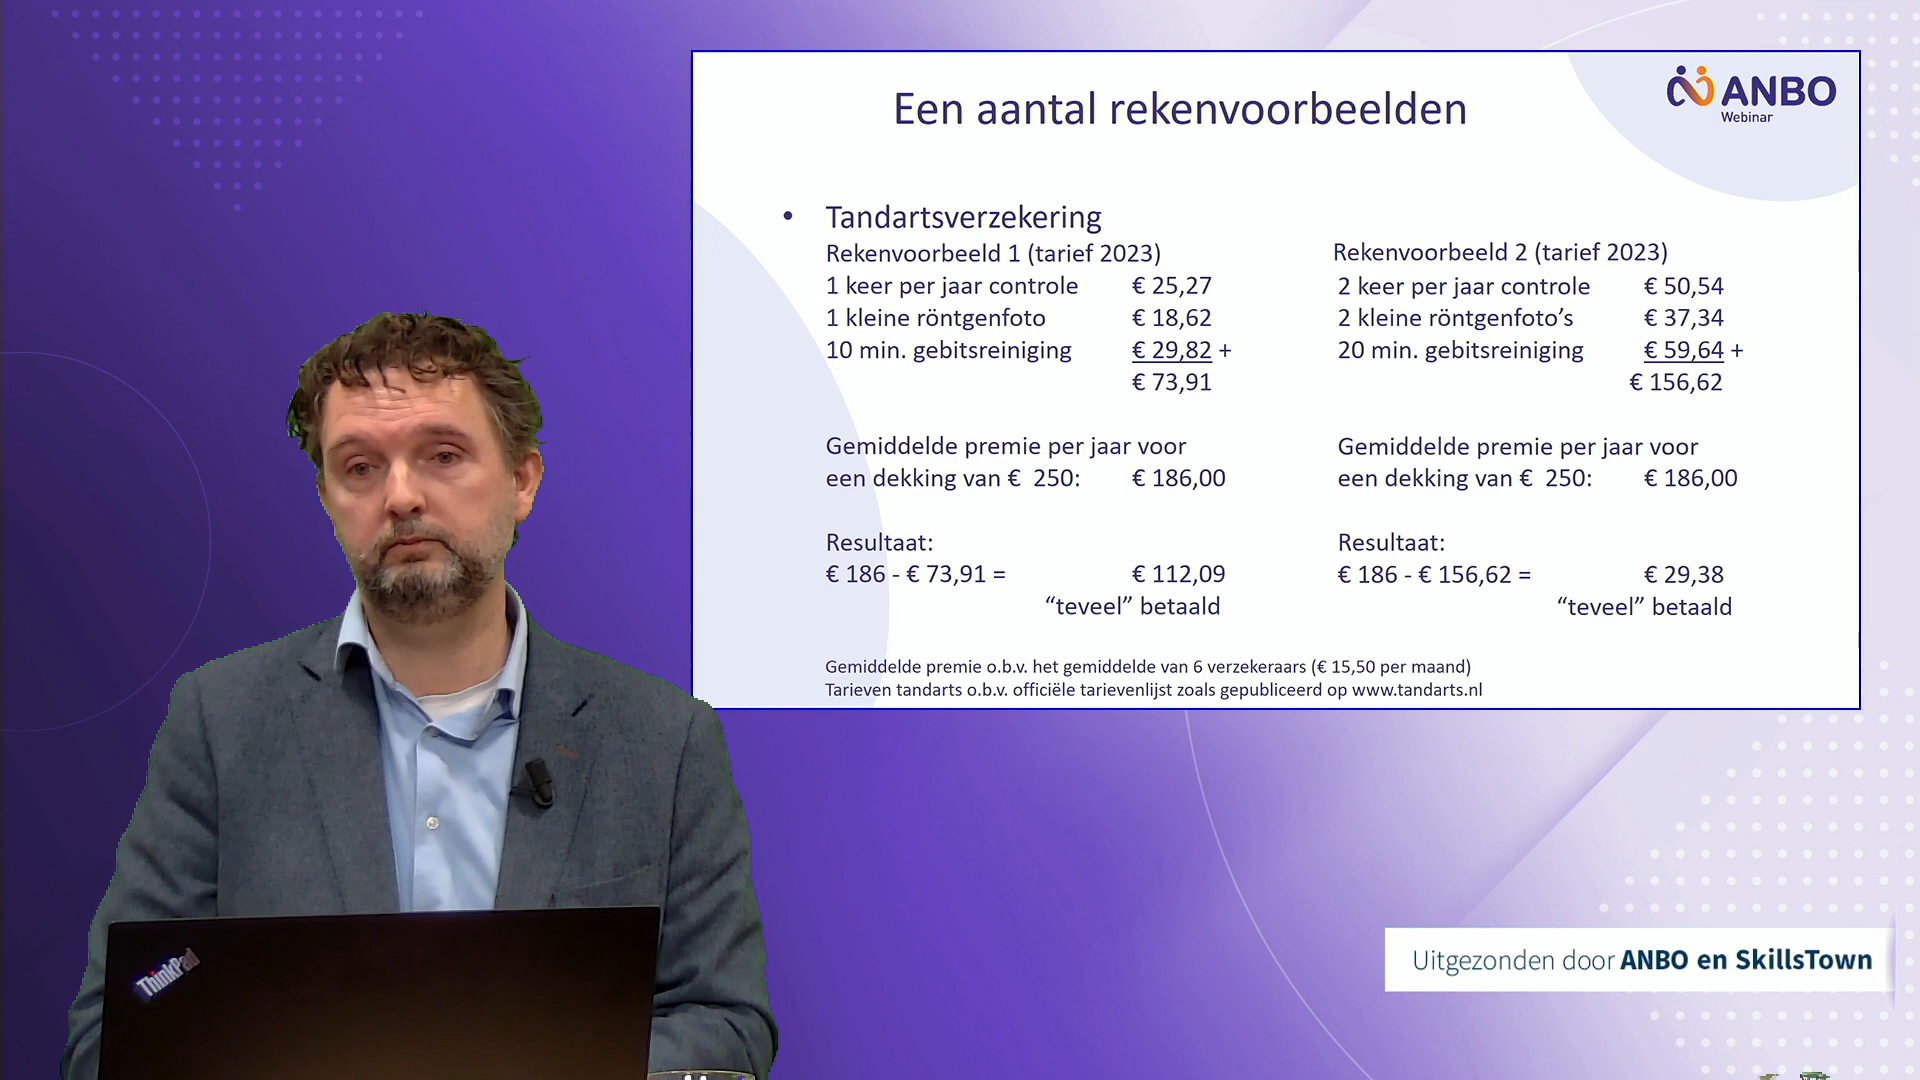 ANBO
Webinar
Een aantal rekenvoorbeelden
• Tandartsverzekering
Rekenvoorbeeld 1 (tarief 2023)
1 keer per jaar controle € 25,27
1 kleine röntgenfoto € 18,62
10 min. gebitsreiniging € 29,82 +
€ 73,91
Gemiddelde premie per jaar voor
een dekking van € 250: € 186,00
Resultaat:
€ 186 - € 73,91 = € 112,09
“teveel” betaald
Rekenvoorbeeld 2 (tarief 2023)
2 keer per jaar controle € 50,54
2 kleine röntgenfoto’s € 37,34
20 min. gebitsreiniging € 59,64 +
€ 156,62
Gemiddelde premie per jaar voor
een dekking van € 250: € 186,00
Resultaat:
€ 186 - € 156,62 = € 29,38
“teveel” betaald
Gemiddelde premie o.b.v. het gemiddelde van 6 verzekeraars (€ 15,50 per maand)
Tarieven tandarts o.b.v. officiële tarievenlijst zoals gepubliceerd op www.tandarts.nl
ThinkPad
Uitgezonden door ANBO en SkillsTown